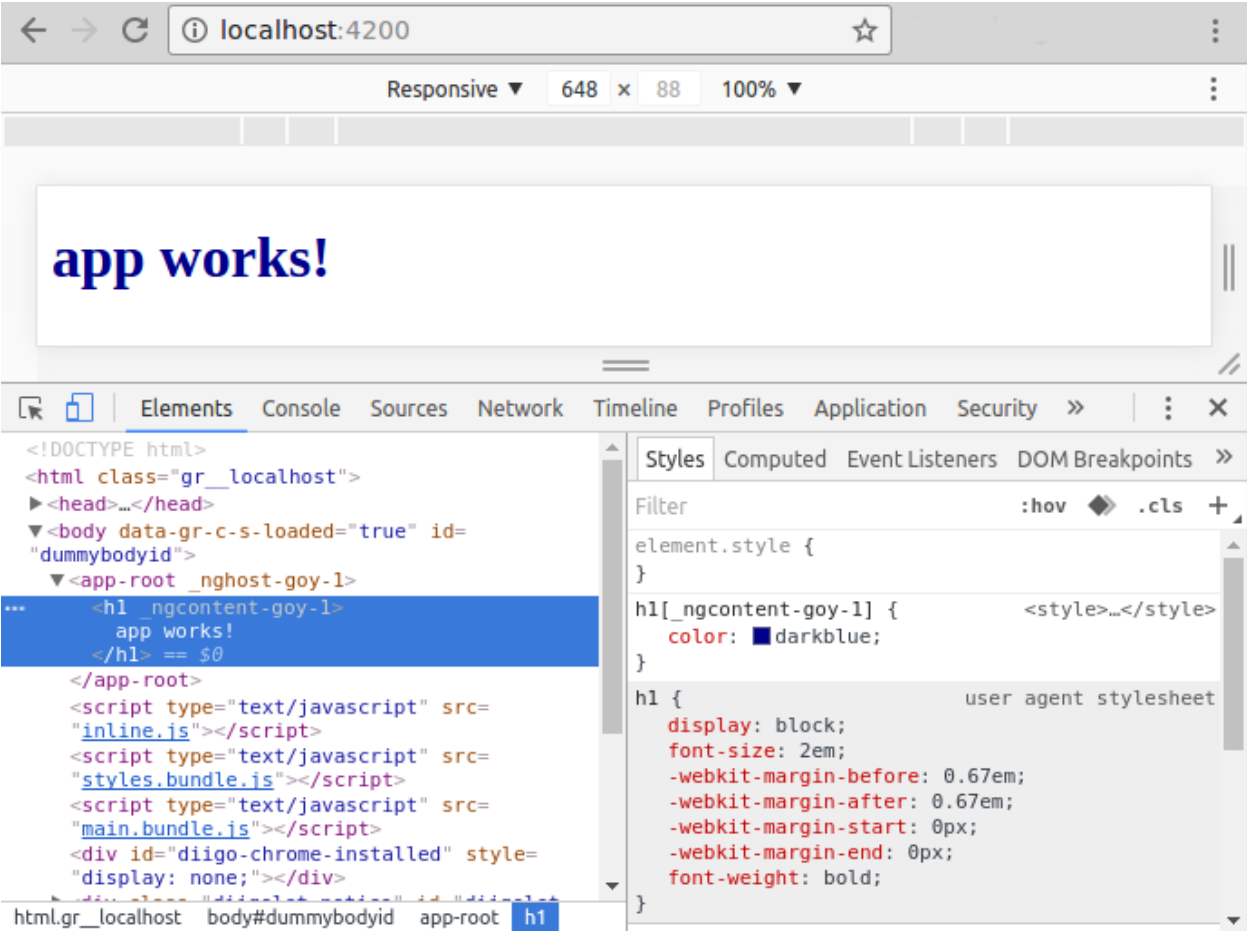 localhost:4200
Responsive ▼ 648 × 88 100% ▼
app works!
Elements Console Sources Network Timeline Profiles Application Security »
<!DOCTYPE html>
<html class="gr__localhost">
▶<head>…</head>
▼<body data-gr-c-s-loaded="true" id=
"dummybodyid">
▼<app-root _nghost-goy-1>
<h1 _ngcontent-goy-1>
app works!
</h1> == $0
</app-root>
<script type="text/javascript" src=
"inline.js"></script>
<script type="text/javascript" src=
"styles.bundle.js"></script>
<script type="text/javascript" src=
"main.bundle.js"></script>
<div id="diigo-chrome-installed" style=
"display: none;"></div>
html.gr__localhost body#dummybodyid app-root h1
Styles Computed Event Listeners DOM Breakpoints »
Filter :hov .cls +
element.style {
}
h1[_ngcontent-goy-1] { <style>…</style>
color: darkblue;
}
h1 { user agent stylesheet
display: block;
font-size: 2em;
-webkit-margin-before: 0.67em;
-webkit-margin-after: 0.67em;
-webkit-margin-start: 0px;
-webkit-margin-end: 0px;
font-weight: bold;
}